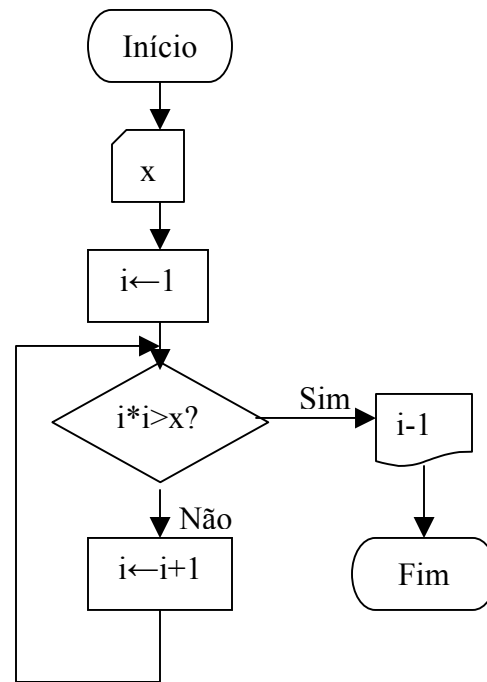 Início
x
i←1
i*i>x?
Sim
i-1
Não
i←i+1
Fim